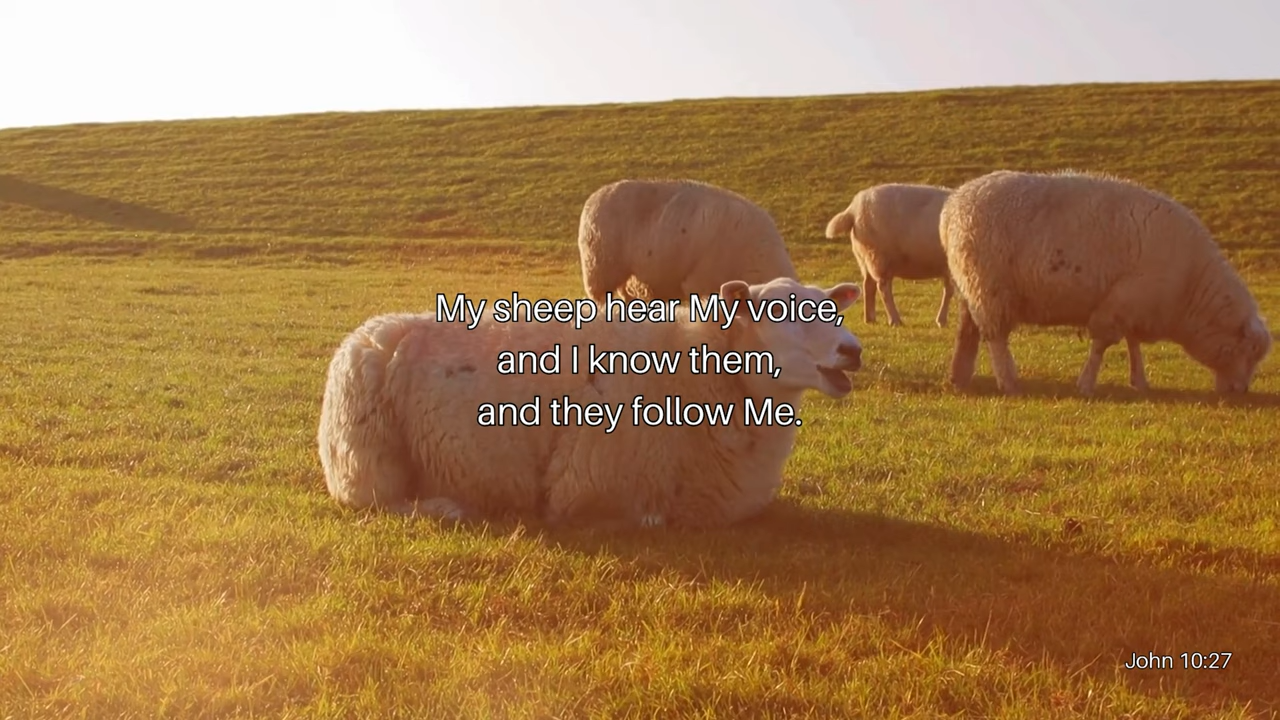 My sheep hear My voice,
and I know them,
and they follow Me.
John 10:27